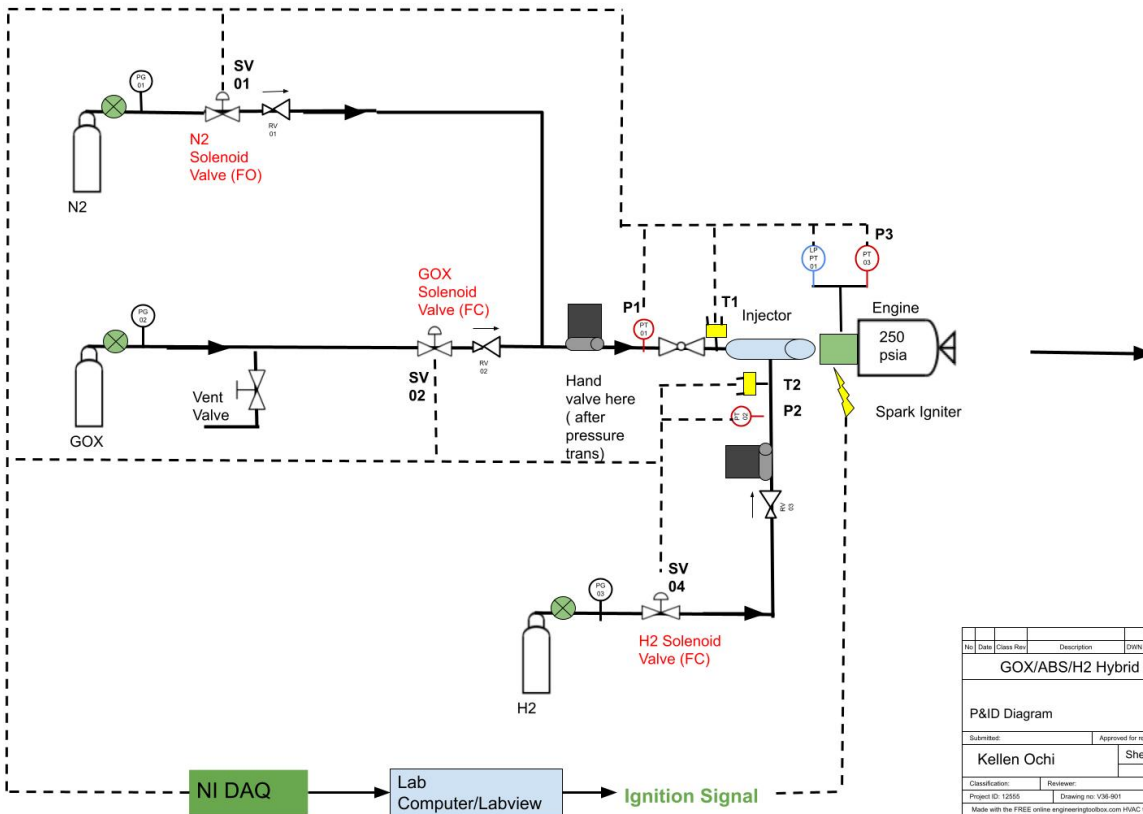 PG
01
SV
01
RV
01
N2
Solenoid
Valve (FO)
N2
PG
02
GOX
Solenoid
Valve (FC)
RV
02
SV
02
Vent
Valve
GOX
Hand
valve here
( after
pressure
trans)
P1
PT
01
T1
Injector
LP
PT
01
PT
03
P3
Engine
250
psia
Spark Igniter
T2
P2
PT
02
RV
03
SV
04
PG
03
H2 Solenoid
Valve (FC)
H2
NI DAQ
Lab
Computer/Labview
Ignition Signal
No Date Class Rev Description DWN
GOX/ABS/H2 Hybrid
P&ID Diagram
Submitted: Approved for re
Kellen Ochi She
Classification: Reviewer:
Project ID: 12555 Drawing no: V36-901
Made with the FREE online engineeringtoolbox.com HVAC